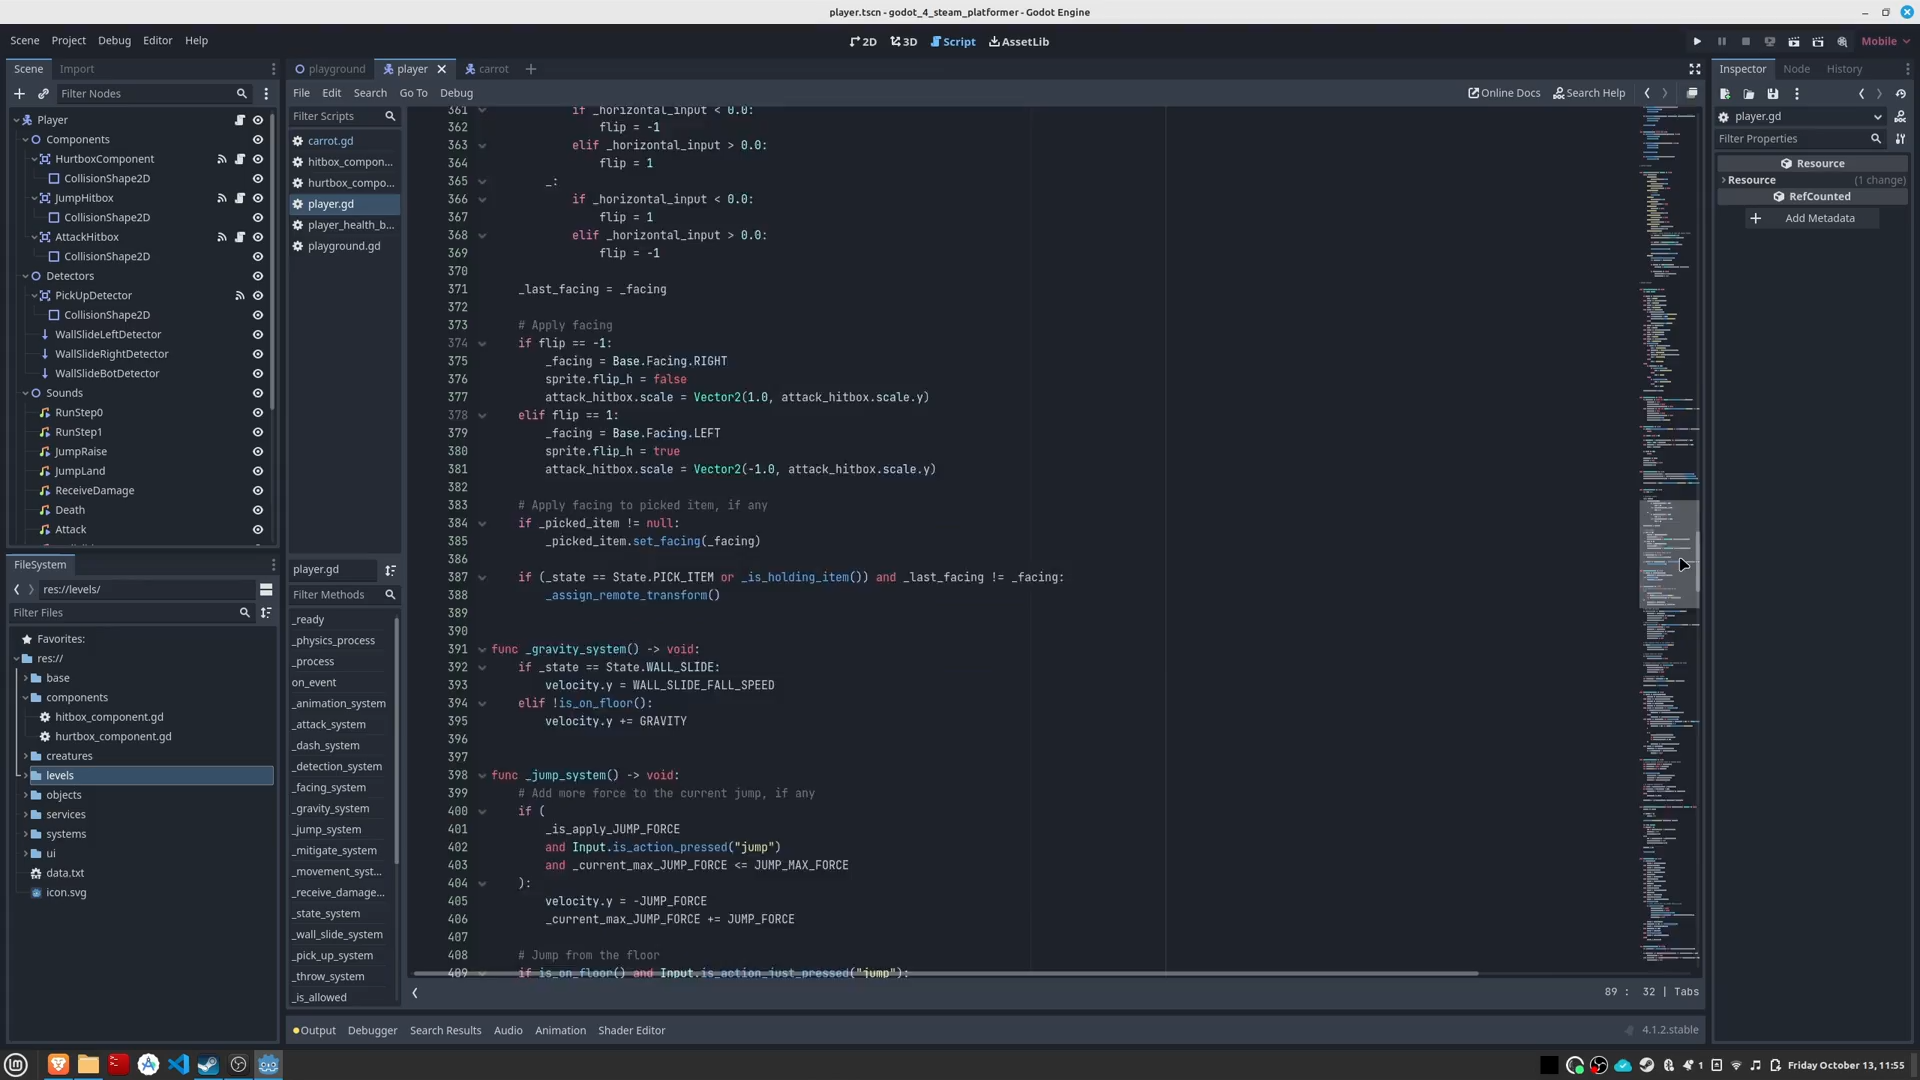 player.tscn - godot_4_steam_platformer - Godot Engine
Scene Project Debug Editor Help
2D 3D Script AssetLib
Mobile
Scene Import
Filter Nodes
Player
Components
HurtboxComponent
CollisionShape2D
JumpHitbox
CollisionShape2D
AttackHitbox
CollisionShape2D
Detectors
PickUpDetector
CollisionShape2D
WallSlideLeftDetector
WallSlideRightDetector
WallSlideBotDetector
Sounds
RunStep0
RunStep1
JumpRaise
JumpLand
ReceiveDamage
Death
Attack
FileSystem
res://levels/
Filter Files
Favorites:
res://
base
components
hitbox_component.gd
hurtbox_component.gd
creatures
levels
objects
services
systems
ui
data.txt
icon.svg
playground player carrot
File Edit Search Go To Debug
Online Docs Search Help
Filter Scripts
carrot.gd
hitbox_compon...
hurtbox_compo...
player.gd
player_health_b...
playground.gd
player.gd
Filter Methods
_ready
_physics_process
_process
on_event
_animation_system
_attack_system
_dash_system
_detection_system
_facing_system
_gravity_system
_jump_system
_mitigate_system
_movement_syst...
_receive_damage...
_state_system
_wall_slide_system
_pick_up_system
_throw_system
_is_allowed
361 if _horizontal_input < 0.0:
362 flip = -1
363 elif _horizontal_input > 0.0:
364 flip = 1
365 _:
366 if _horizontal_input < 0.0:
367 flip = 1
368 elif _horizontal_input > 0.0:
369 flip = -1
370
371 _last_facing = _facing
372
373 # Apply facing
374 if flip == -1:
375 _facing = Base.Facing.RIGHT
376 sprite.flip_h = false
377 attack_hitbox.scale = Vector2(1.0, attack_hitbox.scale.y)
378 elif flip == 1:
379 _facing = Base.Facing.LEFT
380 sprite.flip_h = true
381 attack_hitbox.scale = Vector2(-1.0, attack_hitbox.scale.y)
382
383 # Apply facing to picked item, if any
384 if _picked_item != null:
385 _picked_item.set_facing(_facing)
386
387 if (_state == State.PICK_ITEM or _is_holding_item()) and _last_facing != _facing:
388 _assign_remote_transform()
389
390
391 func _gravity_system() -> void:
392 if _state == State.WALL_SLIDE:
393 velocity.y = WALL_SLIDE_FALL_SPEED
394 elif !is_on_floor():
395 velocity.y += GRAVITY
396
397
398 func _jump_system() -> void:
399 # Add more force to the current jump, if any
400 if (
401 _is_apply_JUMP_FORCE
402 and Input.is_action_pressed("jump")
403 and _current_max_JUMP_FORCE <= JUMP_MAX_FORCE
404 ):
405 velocity.y = -JUMP_FORCE
406 _current_max_JUMP_FORCE += JUMP_FORCE
407
408 # Jump from the floor
409 if is_on_floor() and Input.is_action_just_pressed("jump"):
89 : 32 | Tabs
Output Debugger Search Results Audio Animation Shader Editor
4.1.2.stable
Inspector Node History
player.gd
Filter Properties
Resource
Resource (1 change)
RefCounted
Add Metadata
1
Friday October 13, 11:55